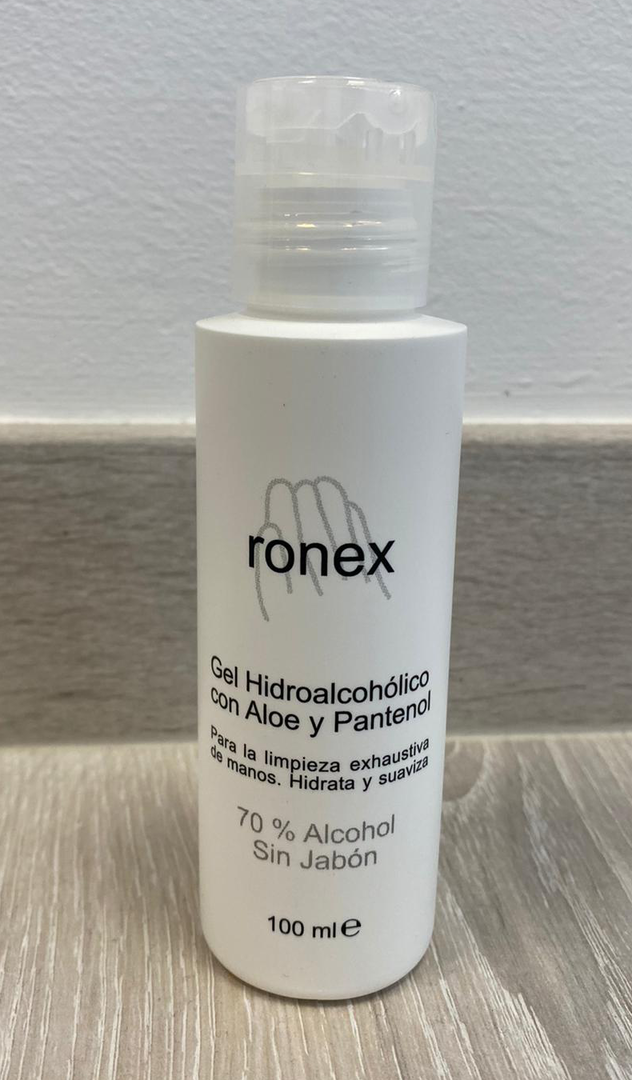 ronex
Gel Hidroalcohólico
con Aloe y Pantenol
Para la limpieza exhaustiva
de manos. Hidrata y suaviza
70 % Alcohol
Sin Jabón
100 ml ℮